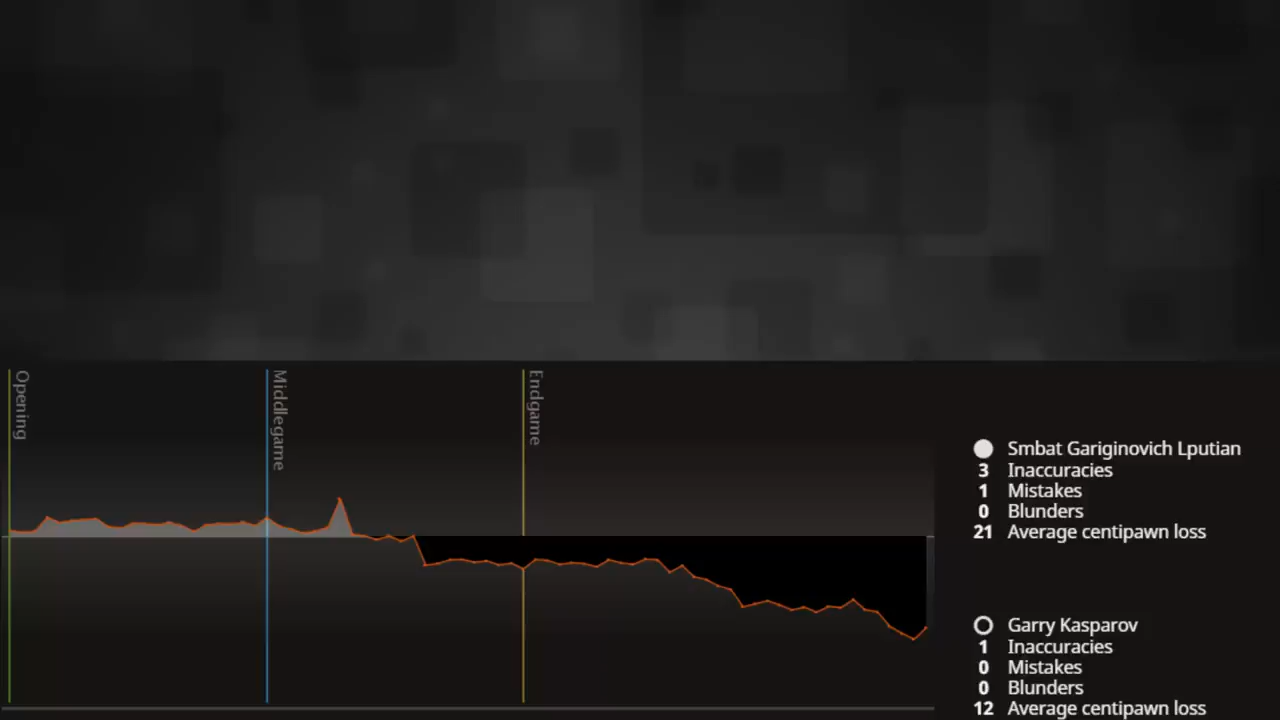 Opening
Middlegame
Endgame
Smbat Gariginovich Lputian
3 Inaccuracies
1 Mistakes
0 Blunders
21 Average centipawn loss
Garry Kasparov
1 Inaccuracies
0 Mistakes
0 Blunders
12 Average centipawn loss